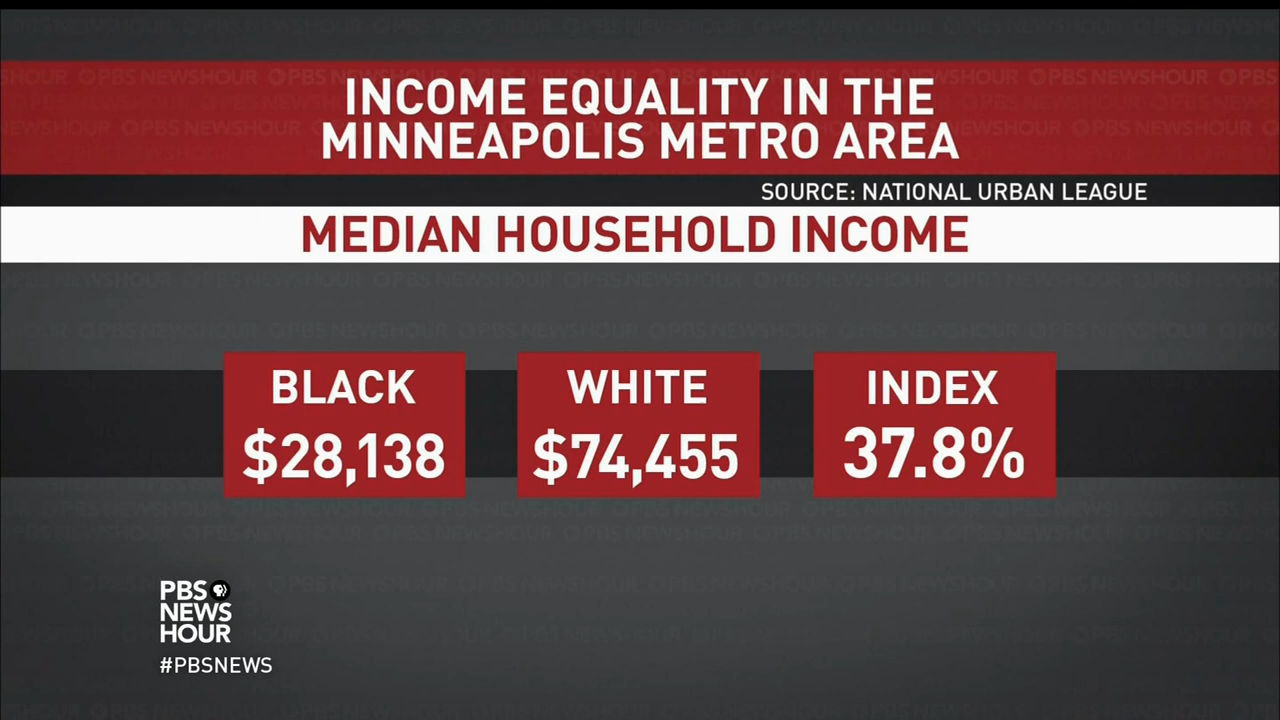 INCOME EQUALITY IN THE
MINNEAPOLIS METRO AREA
SOURCE: NATIONAL URBAN LEAGUE
MEDIAN HOUSEHOLD INCOME
BLACK
$28,138
WHITE
$74,455
INDEX
37.8%
PBS
NEWS
HOUR
#PBSNEWS